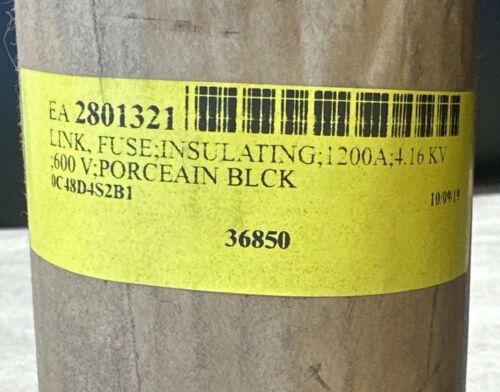 EA 2801321
LINK, FUSE;INSULATING;1200A;4.16 KV
;600 V;PORCEAIN BLCK
0C48D4S2B1
10/09/19
36850